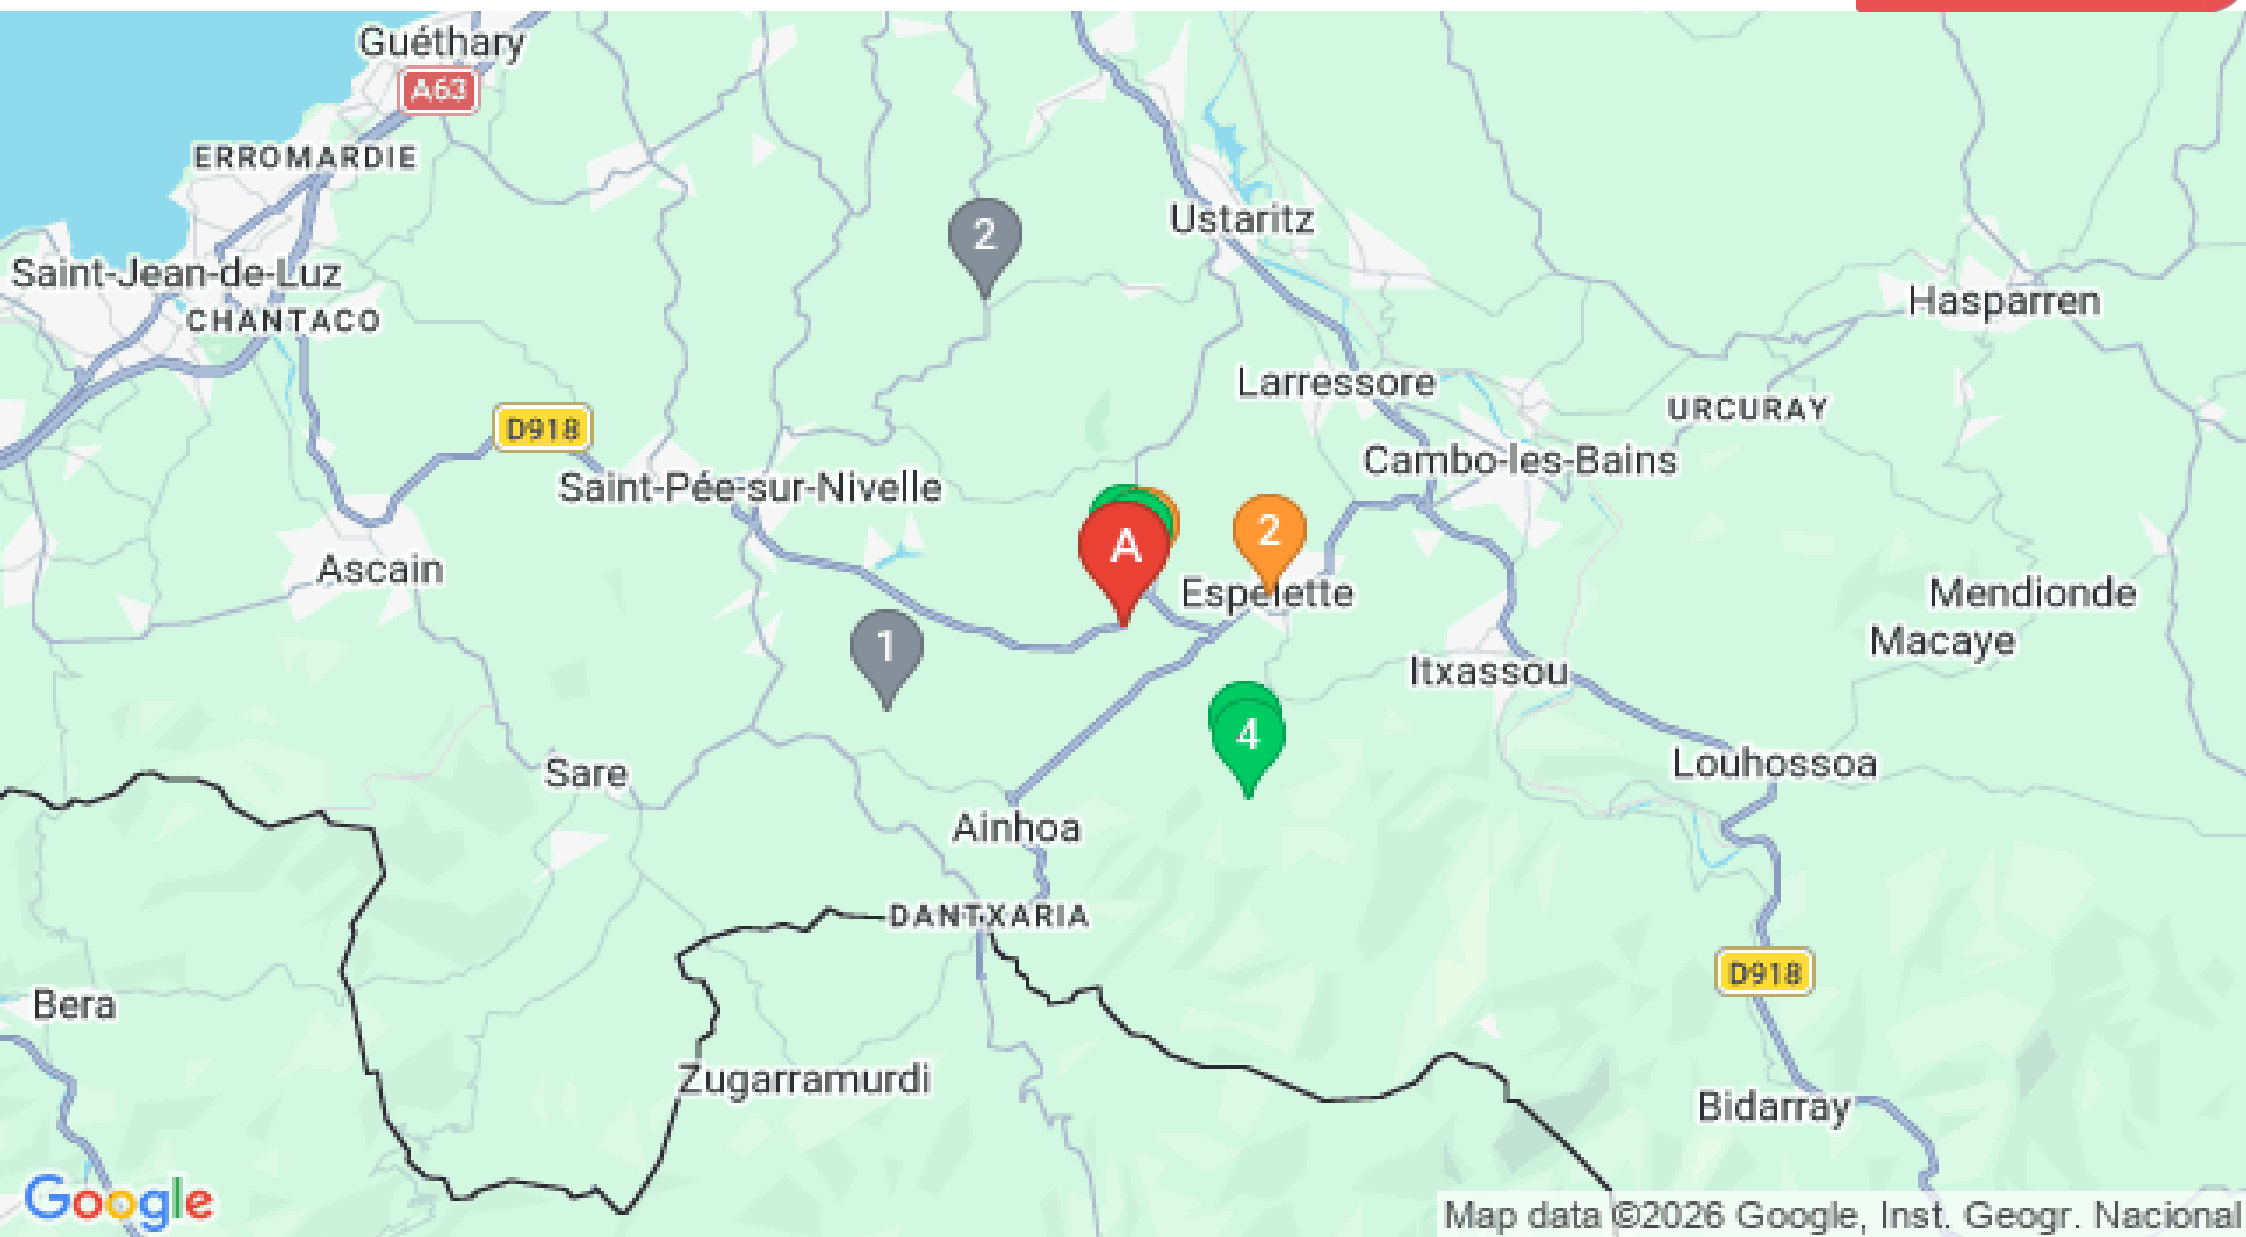 Guéthary
A63
ERROMARDIE
2
Ustaritz
Saint-Jean-de-Luz
CHANTACO
Hasparren
Larressore
URCURAY
D918
Cambo-les-Bains
Saint-Pée-sur-Nivelle
A
2
Ascain
Espelette
Mendionde
1
Macaye
Itxassou
4
Sare
Louhossoa
Ainhoa
DANTXARIA
D918
Bera
Zugarramurdi
Bidarray
Google
Map data ©2026 Google, Inst. Geogr. Nacional